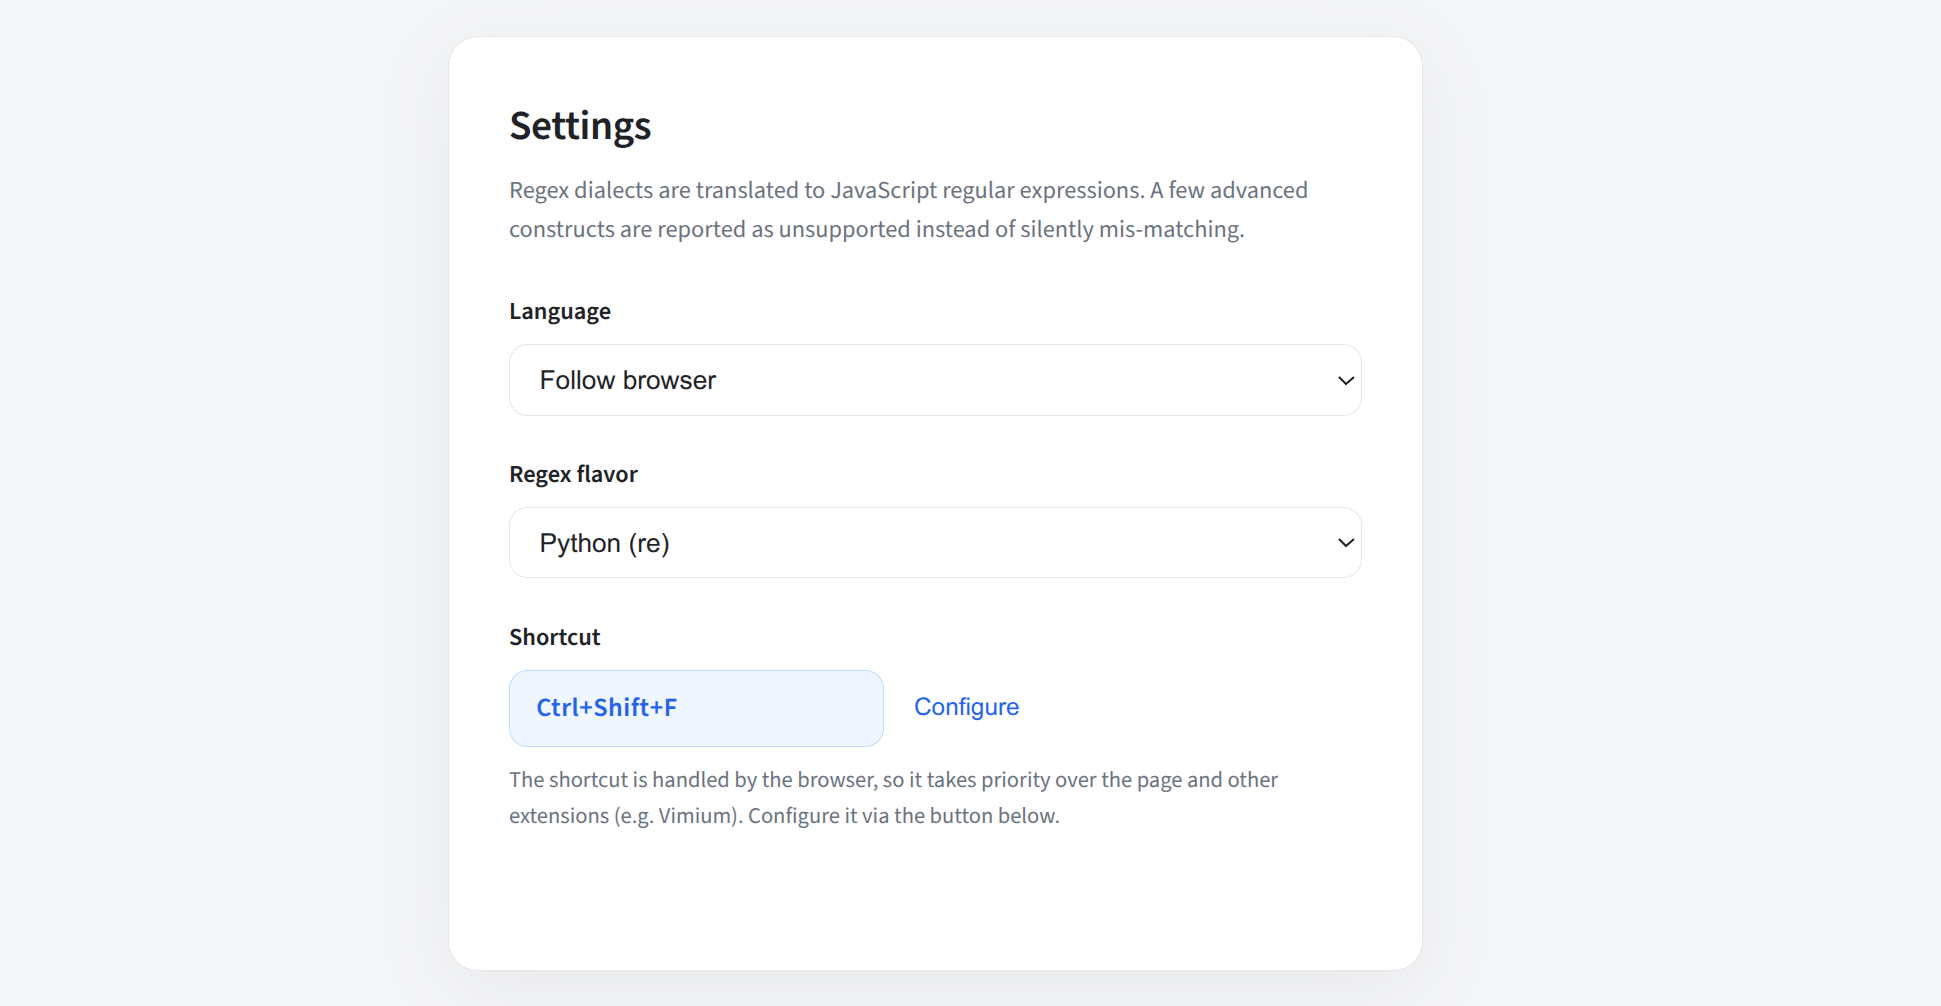 Settings
Regex dialects are translated to JavaScript regular expressions. A few advanced
constructs are reported as unsupported instead of silently mis-matching.
Language
Follow browser
Regex flavor
Python (re)
Shortcut
Ctrl+Shift+F
Configure
The shortcut is handled by the browser, so it takes priority over the page and other
extensions (e.g. Vimium). Configure it via the button below.